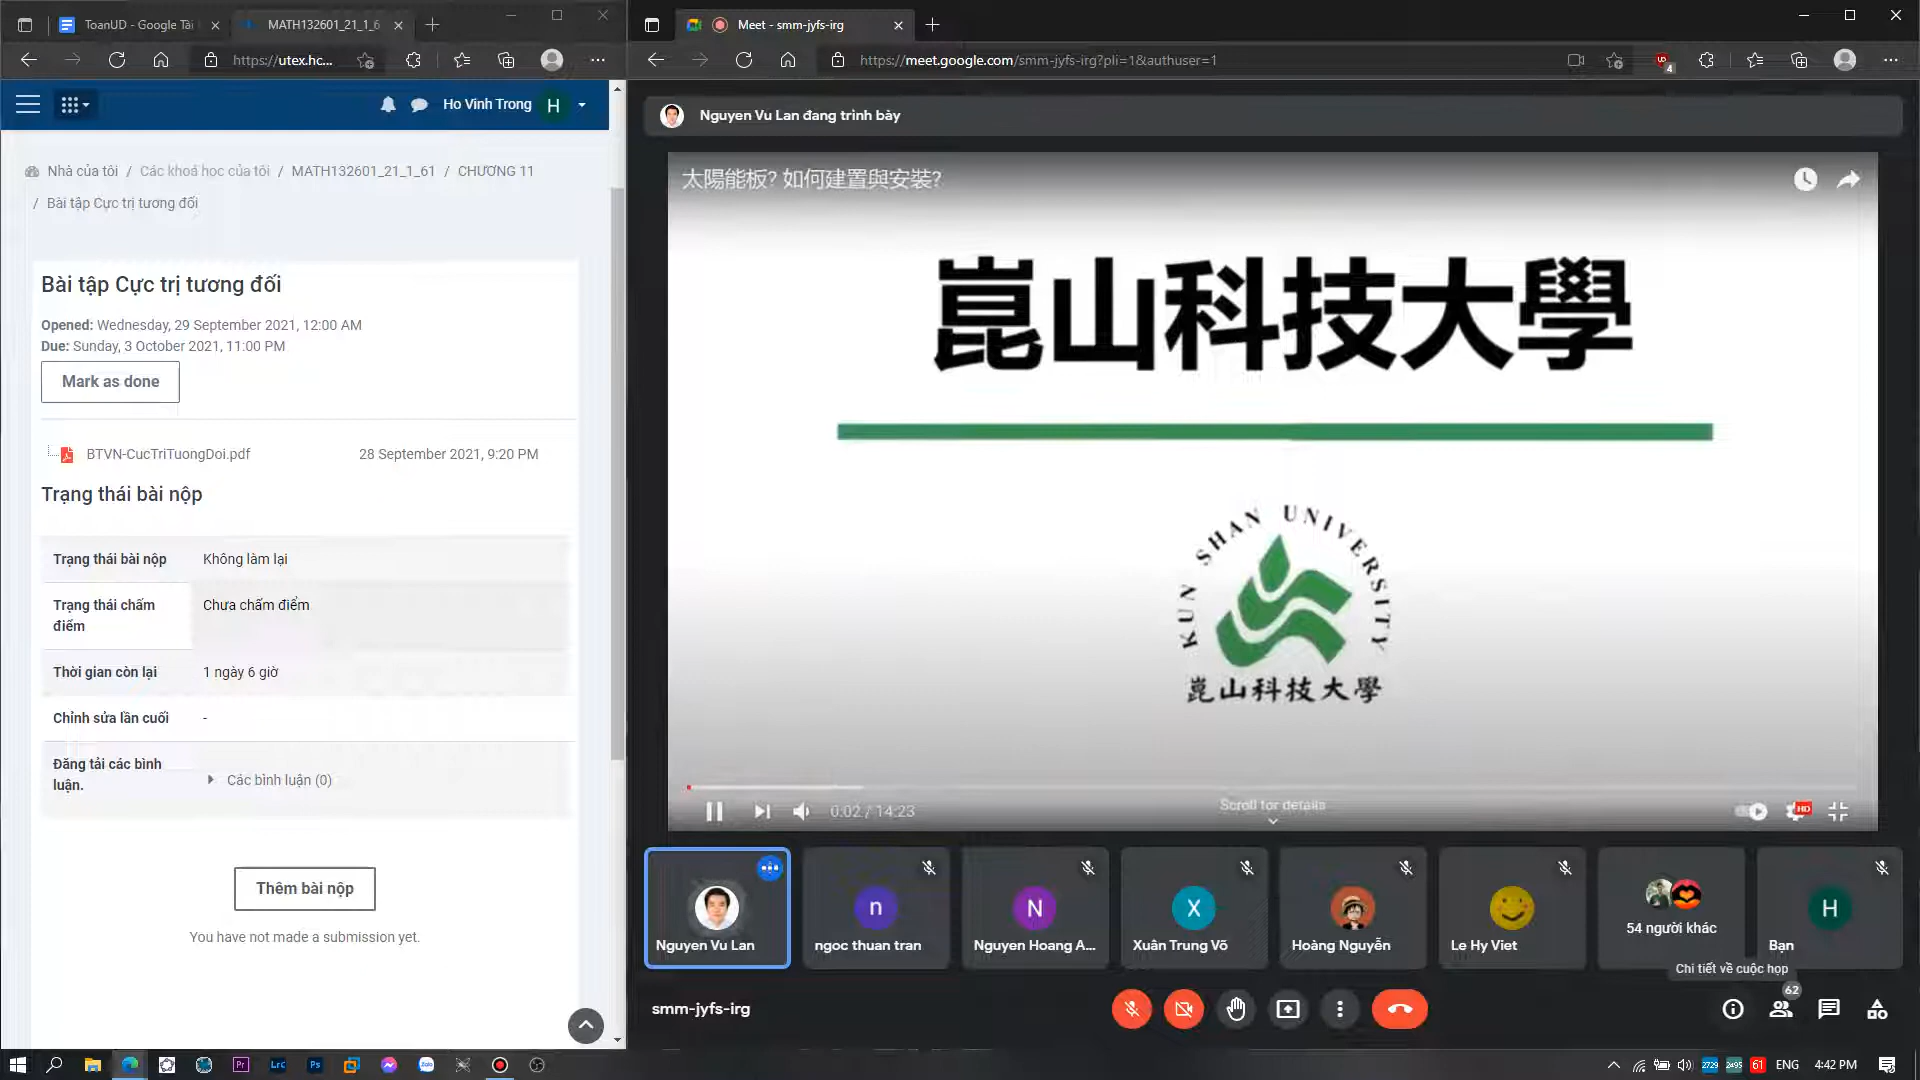 ToanUD - Google Tài
MATH132601_21_1_6
https://utex.hc...
Ho Vinh Trong
H
Nhà của tôi / Các khoá học của tôi / MATH132601_21_1_61 / CHƯƠNG 11
/ Bài tập Cực trị tương đối
Bài tập Cực trị tương đối
Opened: Wednesday, 29 September 2021, 12:00 AM
Due: Sunday, 3 October 2021, 11:00 PM
Mark as done
BTVN-CucTriTuongDoi.pdf
28 September 2021, 9:20 PM
Trạng thái bài nộp
Trạng thái bài nộp
Không làm lại
Trạng thái chấm điểm
Chưa chấm điểm
Thời gian còn lại
1 ngày 6 giờ
Chỉnh sửa lần cuối
-
Đăng tải các bình luận.
Các bình luận (0)
Thêm bài nộp
You have not made a submission yet.
Meet - smm-jyfs-irg
https://meet.google.com/smm-jyfs-irg?pli=1&authuser=1
4
Nguyen Vu Lan đang trình bày
太陽能板? 如何建置與安裝?
崑山科技大學
KUN SHAN UNIVERSITY
崑山科技大學
0:02 / 14:23
Scroll for details
HD
Nguyen Vu Lan
n
ngoc thuan tran
N
Nguyen Hoang A...
X
Xuân Trung Võ
Hoàng Nguyễn
Le Hy Viet
54 người khác
H
Bạn
Chi tiết về cuộc họp
smm-jyfs-irg
62
Pr
Lrc
Ps
Zalo
2729
2495
61
ENG
4:42 PM